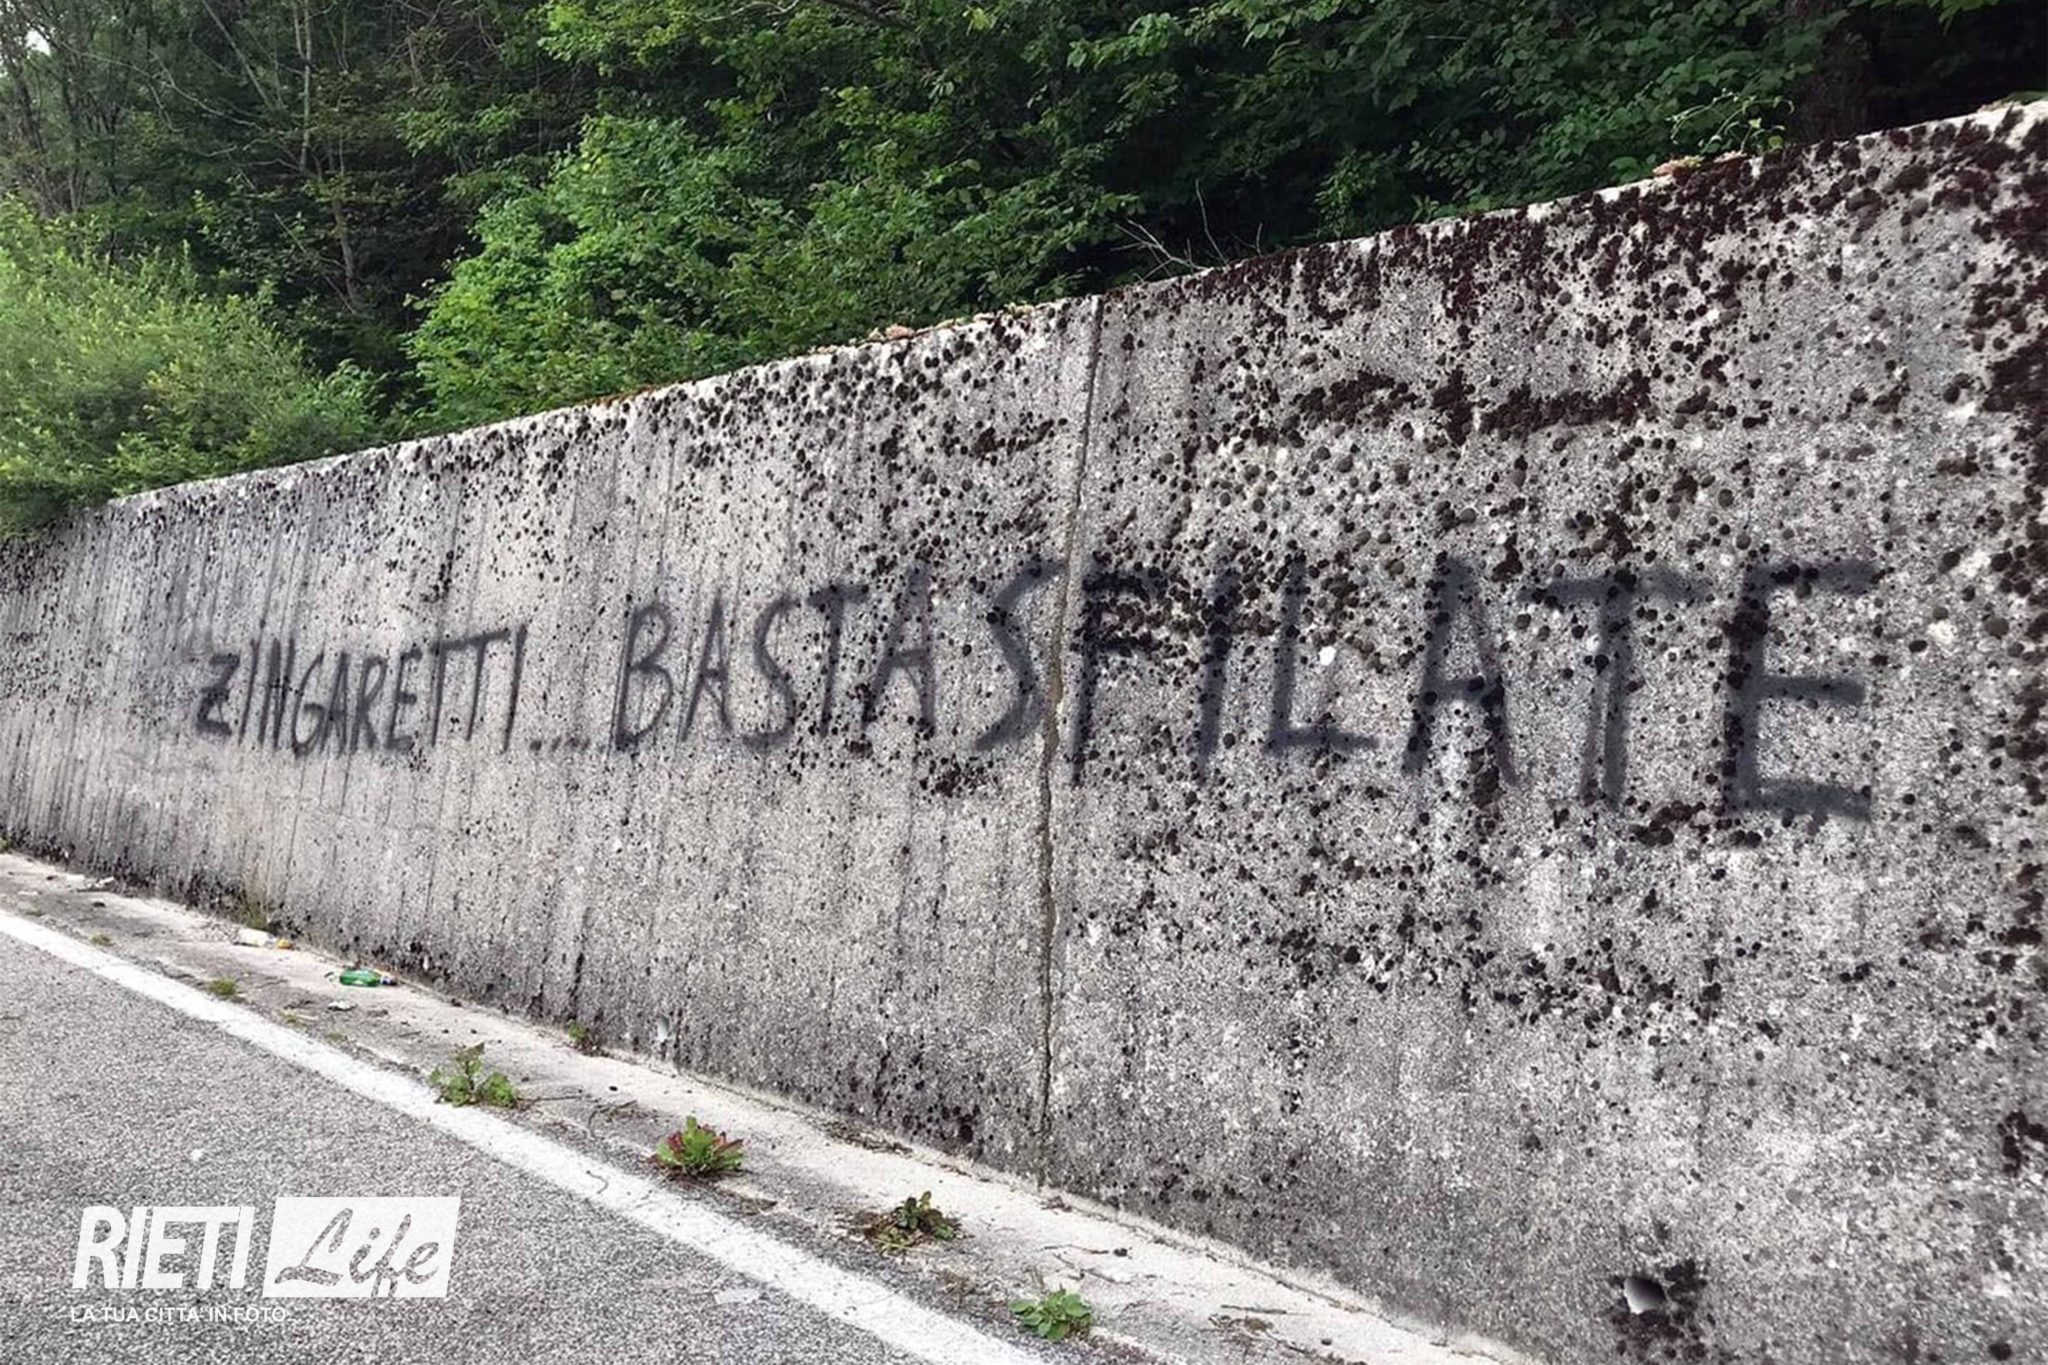 ZINGARETTI....BASTA SFILATE
RIETI Life
LA TUA CITTA' IN FOTO